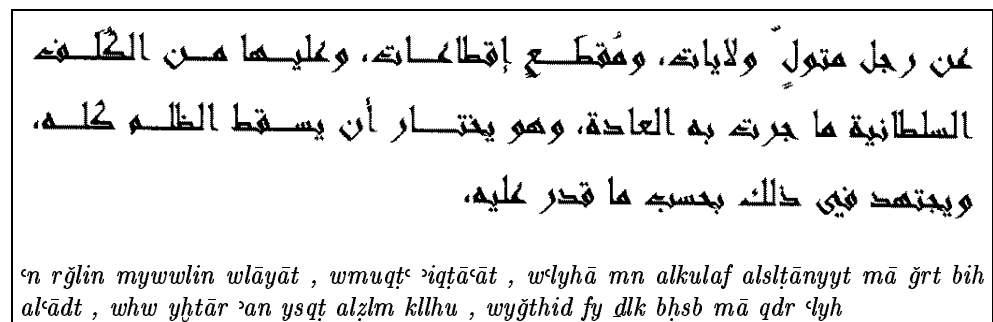 عن رجل متولٍّ ولايات، ومُقطَعٍ إقطاعات، وعليها من الكُلَف
السلطانية ما جرت به العادة، وهو يختار أن يسقط الظلم كله،
ويجتهد في ذلك بحسب ما قدر عليه،
ʿn rǧlin mywwlin wlāyāt , wmuqṭʿ ʾiqṭāʿāt , wʿlyhā mn alkulaf alslṭānyyt mā ǧrt bih
alʿādt , whw yḫtār ʾan ysqṭ alẓlm kllhu , wyǧthid fy ḏlk bḥsb mā qdr ʿlyh